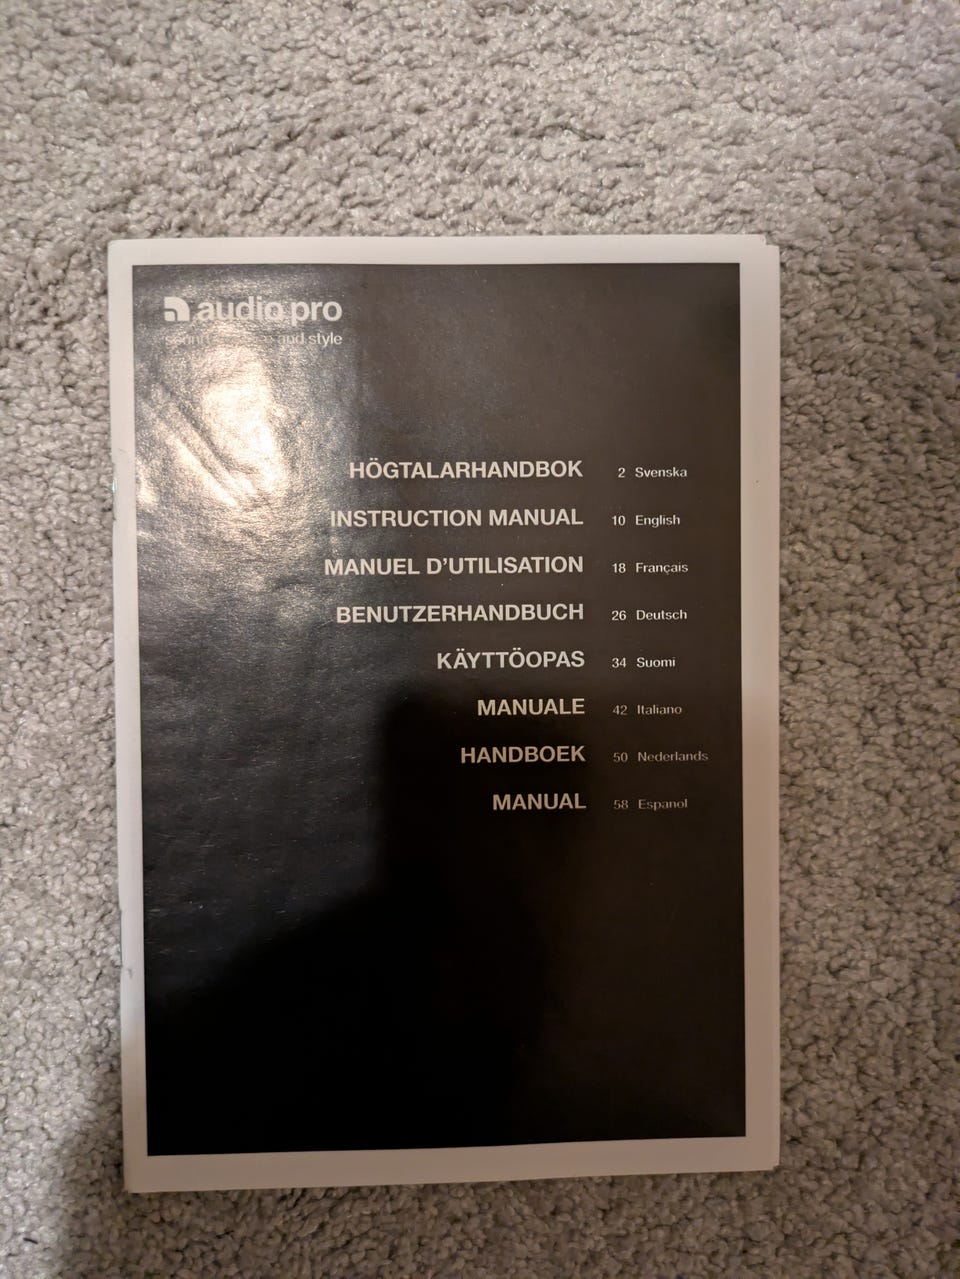 audio pro
and style
HÖGTALARHANDBOK 2 Svenska
INSTRUCTION MANUAL 10 English
MANUEL D'UTILISATION 18 Français
BENUTZERHANDBUCH 26 Deutsch
KÄYTTÖOPAS 34 Suomi
MANUALE 42 Italiano
HANDBOEK 50 Nederlands
MANUAL 58 Espanol